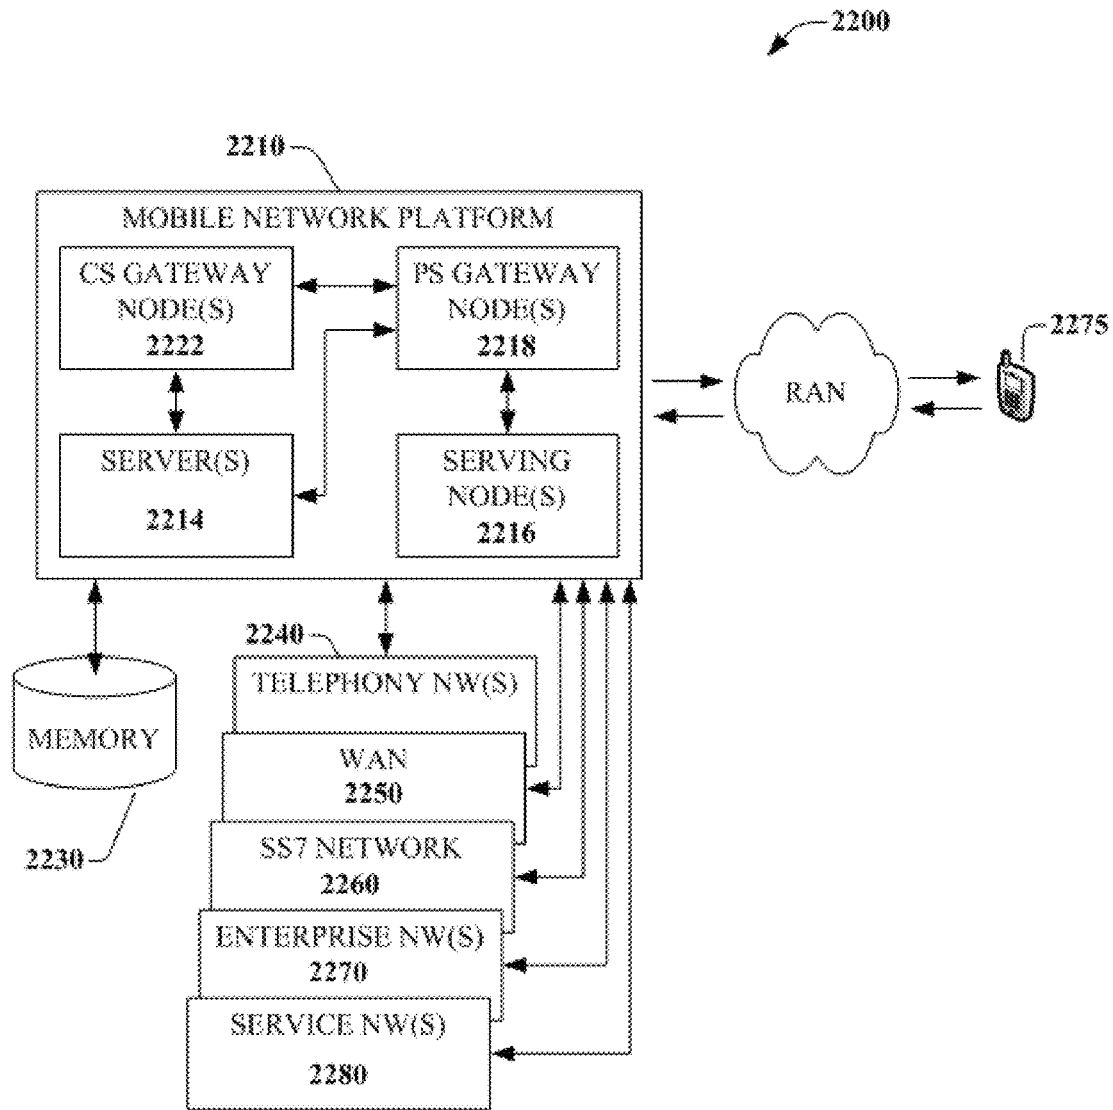 2200
2210
MOBILE NETWORK PLATFORM
CS GATEWAY
NODE(S)
2222
PS GATEWAY
NODE(S)
2218
SERVER(S)
2214
SERVING
NODE(S)
2216
RAN
2275
2240
TELEPHONY NW(S)
MEMORY
2230
WAN
2250
SS7 NETWORK
2260
ENTERPRISE NW(S)
2270
SERVICE NW(S)
2280